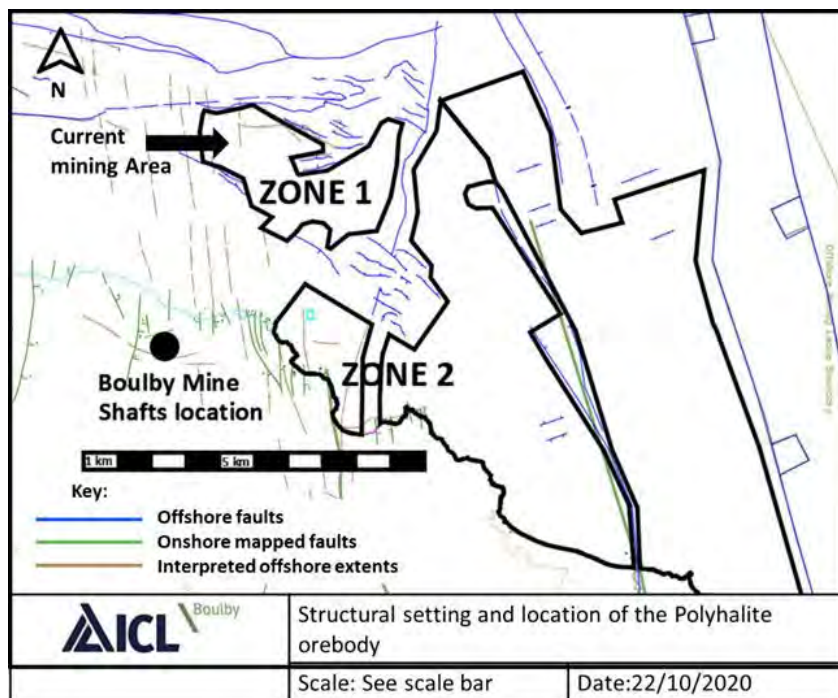 N
Current
mining Area
ZONE 1
ZONE 2
Boulby Mine
Shafts location
1 km
5 km
Key:
Offshore faults
Onshore mapped faults
Interpreted offshore extents
ICL
Boulby
Structural setting and location of the Polyhalite
orebody
Scale: See scale bar
Date:22/10/2020